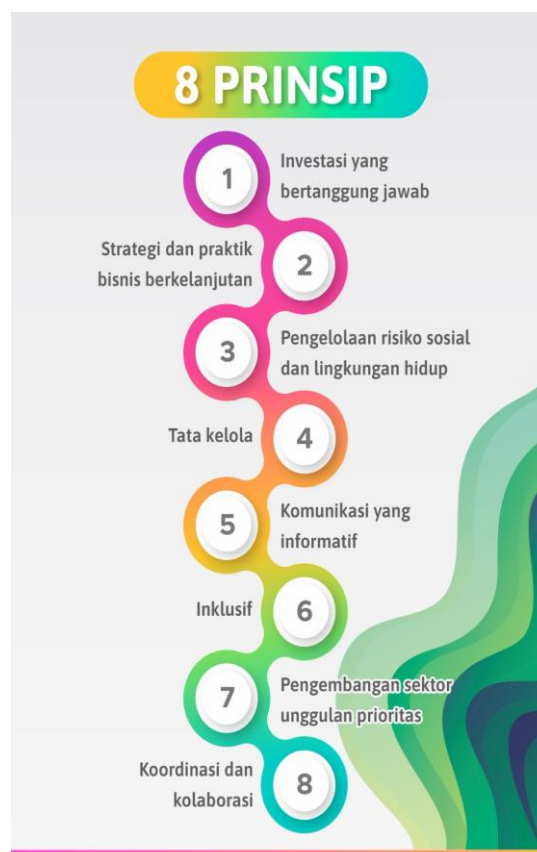 8 PRINSIP
1
Investasi yang
bertanggung jawab
Strategi dan praktik
bisnis berkelanjutan
2
3
Pengelolaan risiko sosial
dan lingkungan hidup
Tata kelola
4
5
Komunikasi yang
informatif
Inklusif
6
7
Pengembangan sektor
unggulan prioritas
Koordinasi dan
kolaborasi
8